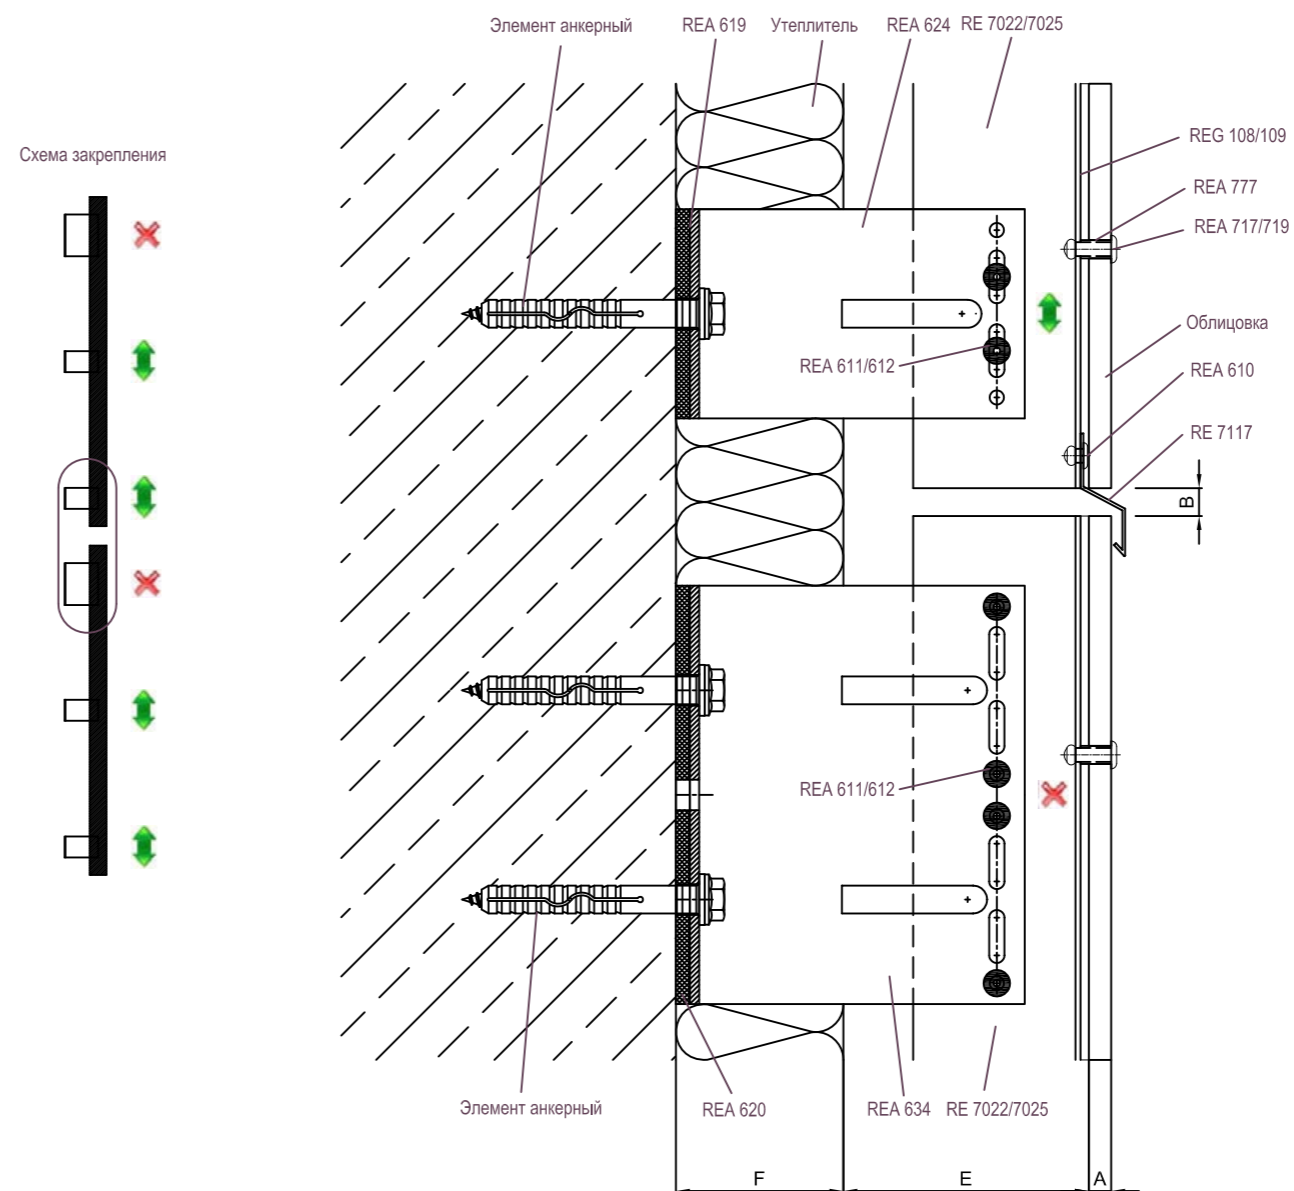 Элемент анкерный
REA 619
Утеплитель
REA 624
RE 7022/7025
REG 108/109
Схема закрепления
REA 777
REA 717/719
Облицовка
REA 611/612
REA 610
RE 7117
B
REA 611/612
Элемент анкерный
REA 620
REA 634
RE 7022/7025
F
E
A